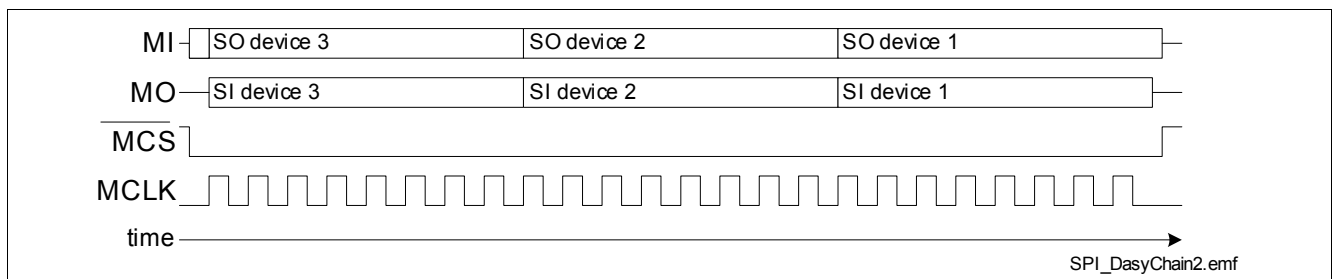 MI SO device 3 SO device 2 SO device 1
MO SI device 3 SI device 2 SI device 1
MCS
MCLK
time
SPI_DasyChain2.emf